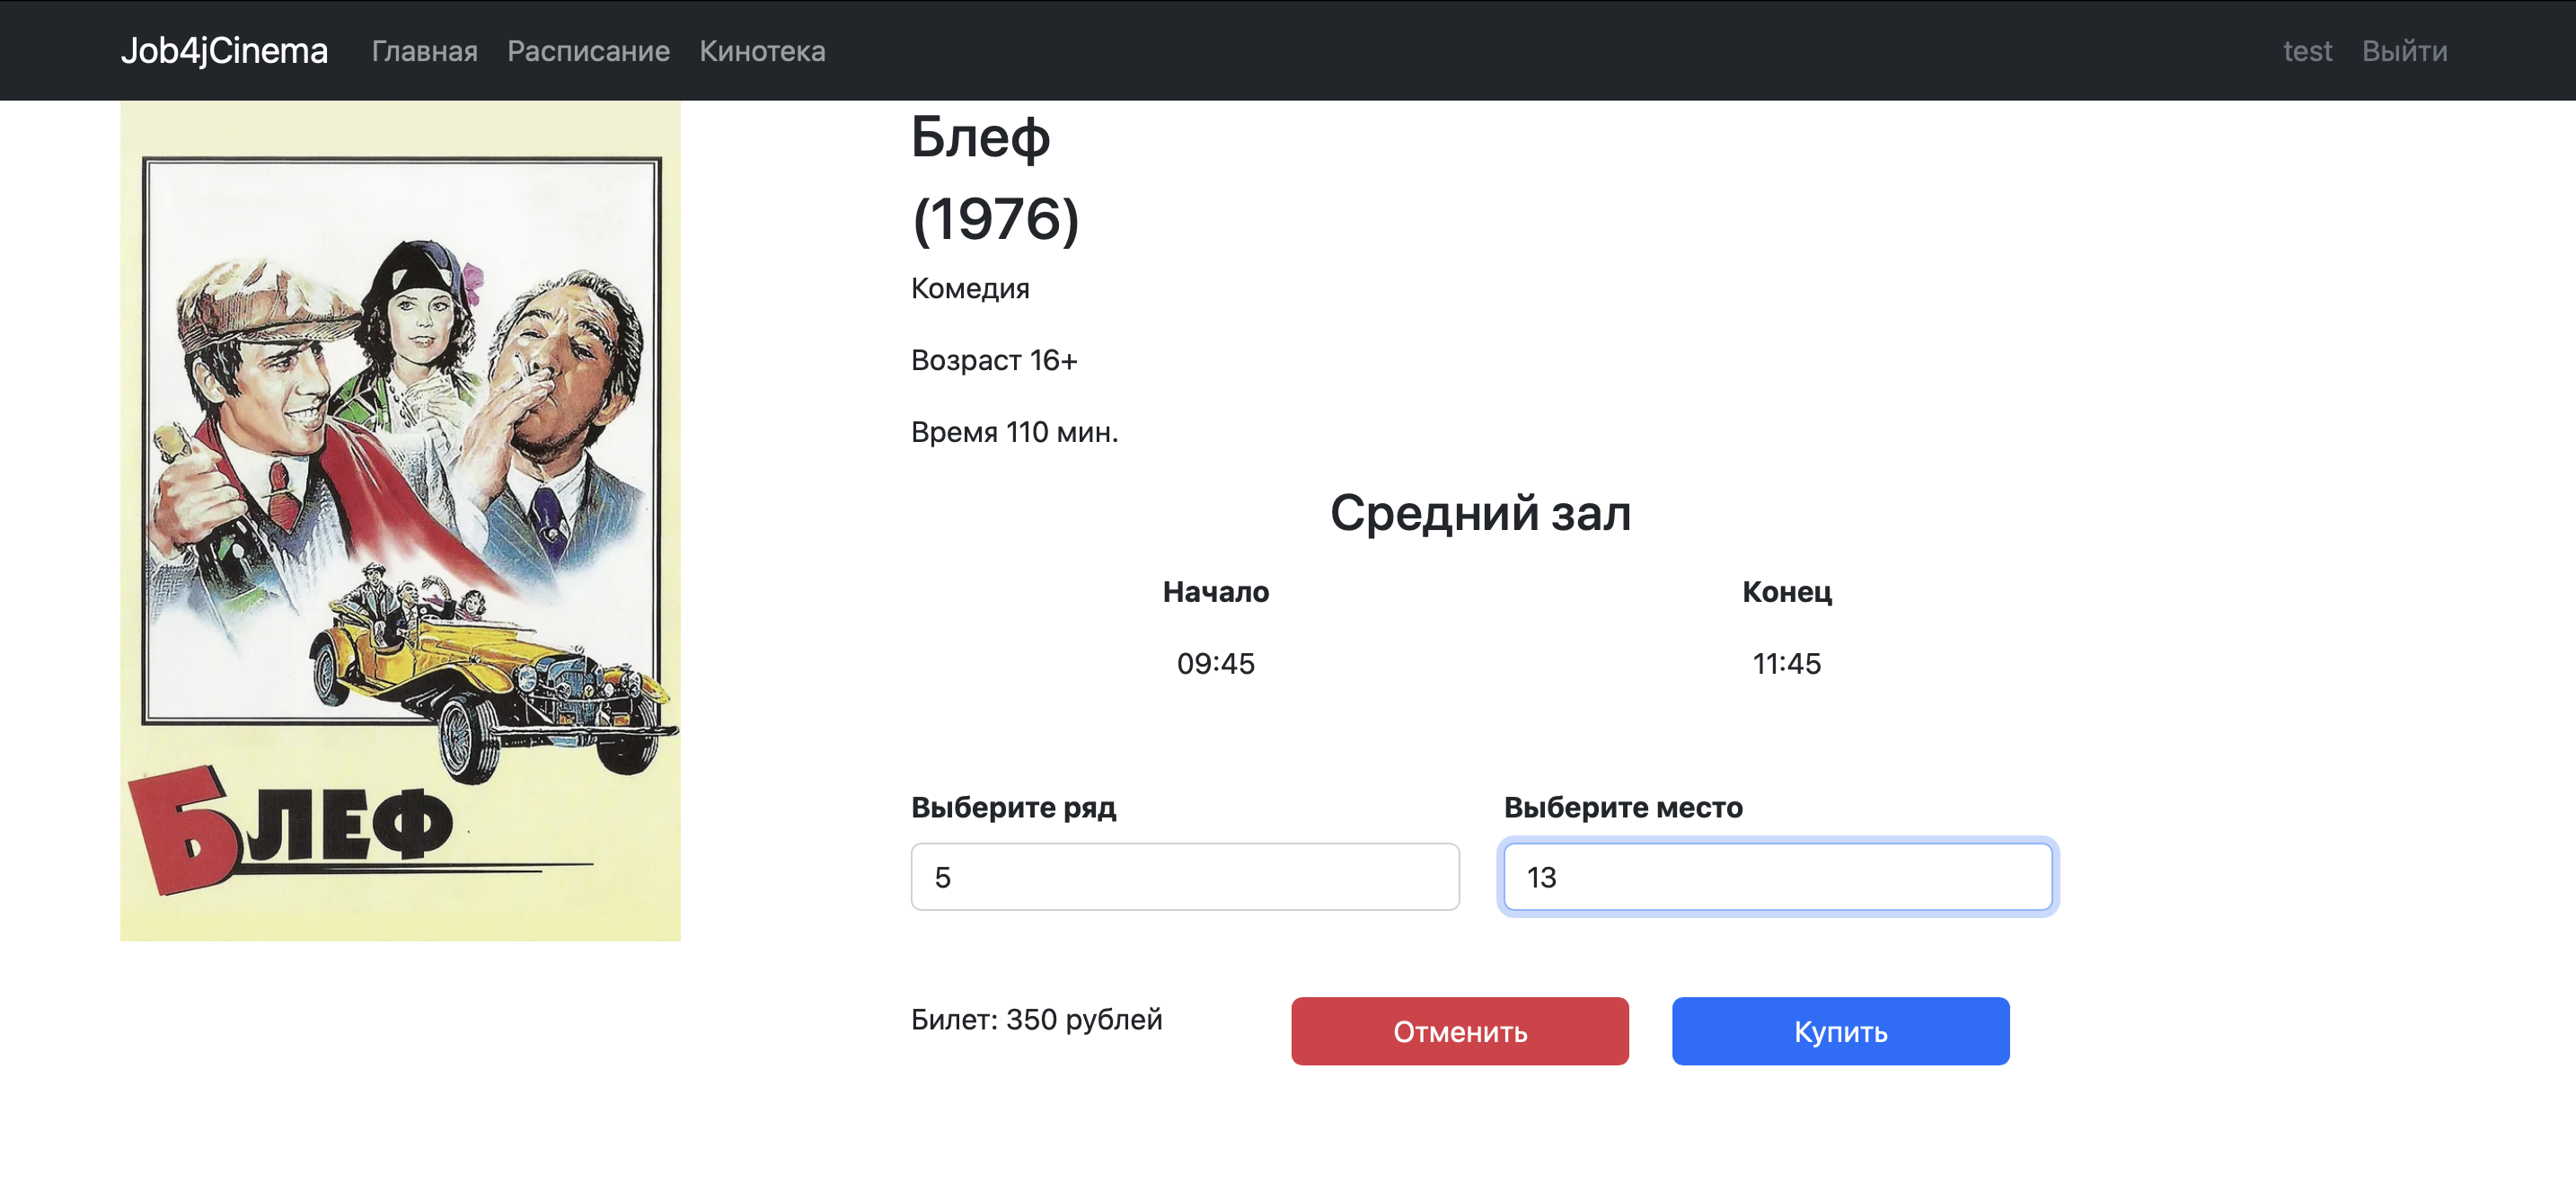 Job4jCinema Главная Расписание Кинотека test Выйти
Блеф
(1976)
Комедия
Возраст 16+
Время 110 мин.
Средний зал
Начало Конец
09:45 11:45
Выберите ряд Выберите место
5 13
Билет: 350 рублей Отменить Купить
БЛЕФ